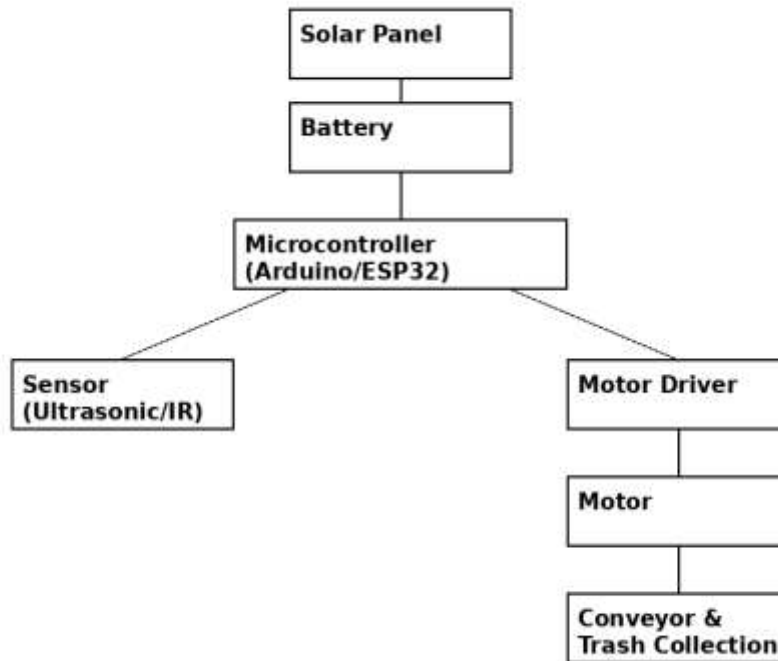 Solar Panel
Battery
Microcontroller
(Arduino/ESP32)
Sensor
(Ultrasonic/IR)
Motor Driver
Motor
Conveyor &
Trash Collection